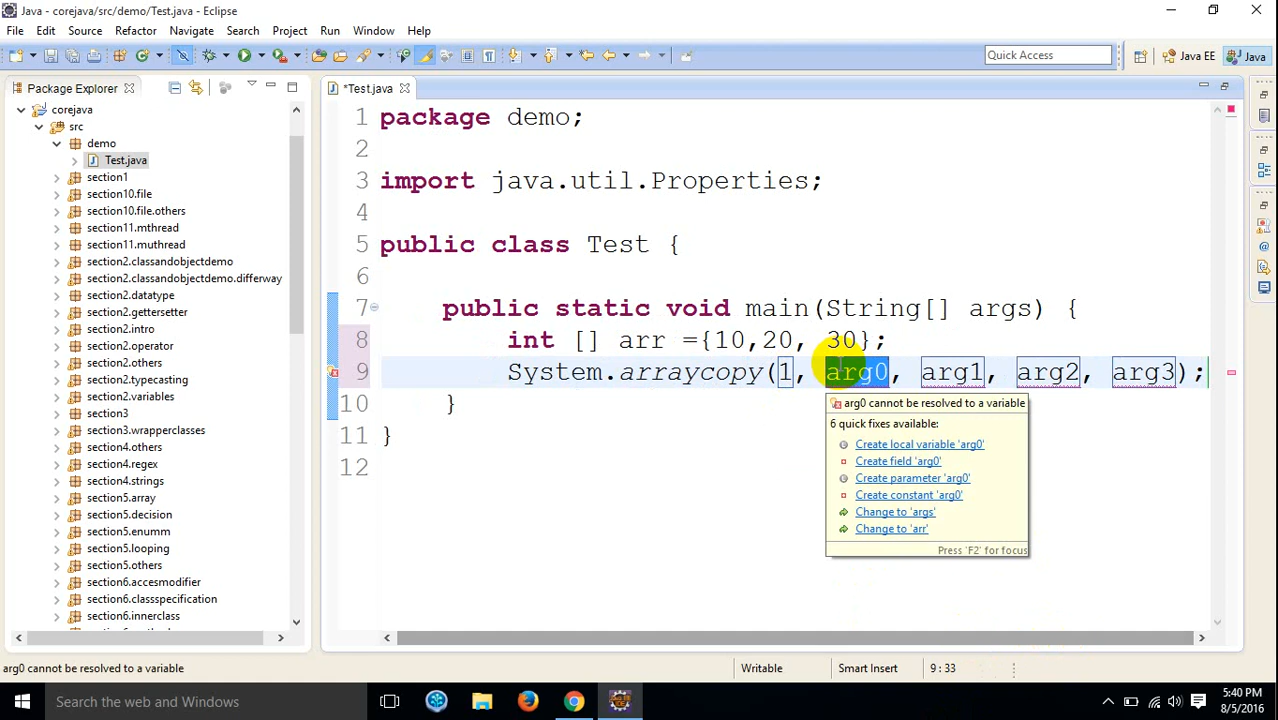 Java - corejava/src/demo/Test.java - Eclipse
File Edit Source Refactor Navigate Search Project Run Window Help
Quick Access
Java EE
Java
Package Explorer
corejava
src
demo
Test.java
section1
section10.file
section10.file.others
section11.mthread
section11.muthread
section2.classandobjectdemo
section2.classandobjectdemo.differway
section2.datatype
section2.gettersetter
section2.intro
section2.operator
section2.others
section2.typecasting
section2.variables
section3
section3.wrapperclasses
section4.others
section4.regex
section4.strings
section5.array
section5.decision
section5.enumm
section5.looping
section5.others
section6.accesmodifier
section6.classspecification
section6.innerclass
*Test.java
1 package demo;
2
3 import java.util.Properties;
4
5 public class Test {
6
7 public static void main(String[] args) {
8 int [] arr ={10,20, 30};
9 System.arraycopy(1, arg0, arg1, arg2, arg3);
10 }
11 }
12
arg0 cannot be resolved to a variable
6 quick fixes available:
Create local variable 'arg0'
Create field 'arg0'
Create parameter 'arg0'
Create constant 'arg0'
Change to 'args'
Change to 'arr'
Press 'F2' for focus
arg0 cannot be resolved to a variable
Writable
Smart Insert
9 : 33
Search the web and Windows
5:40 PM
8/5/2016